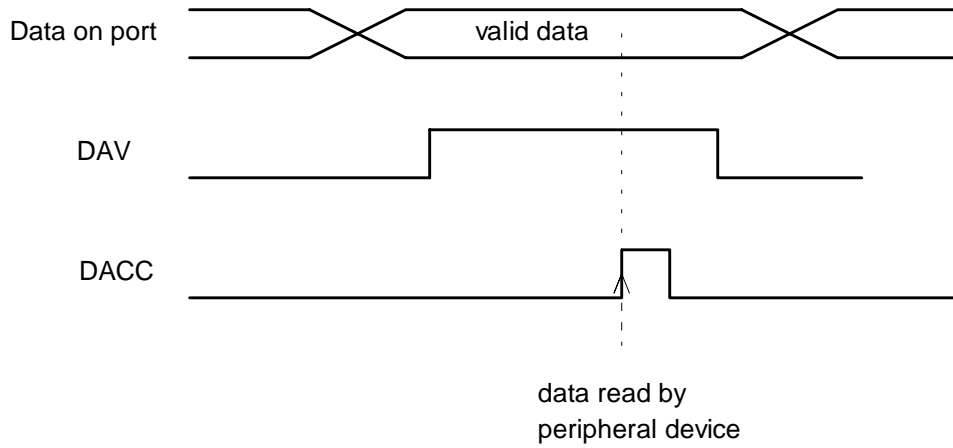 Data on port
valid data
DAV
DACC
data read by
peripheral device